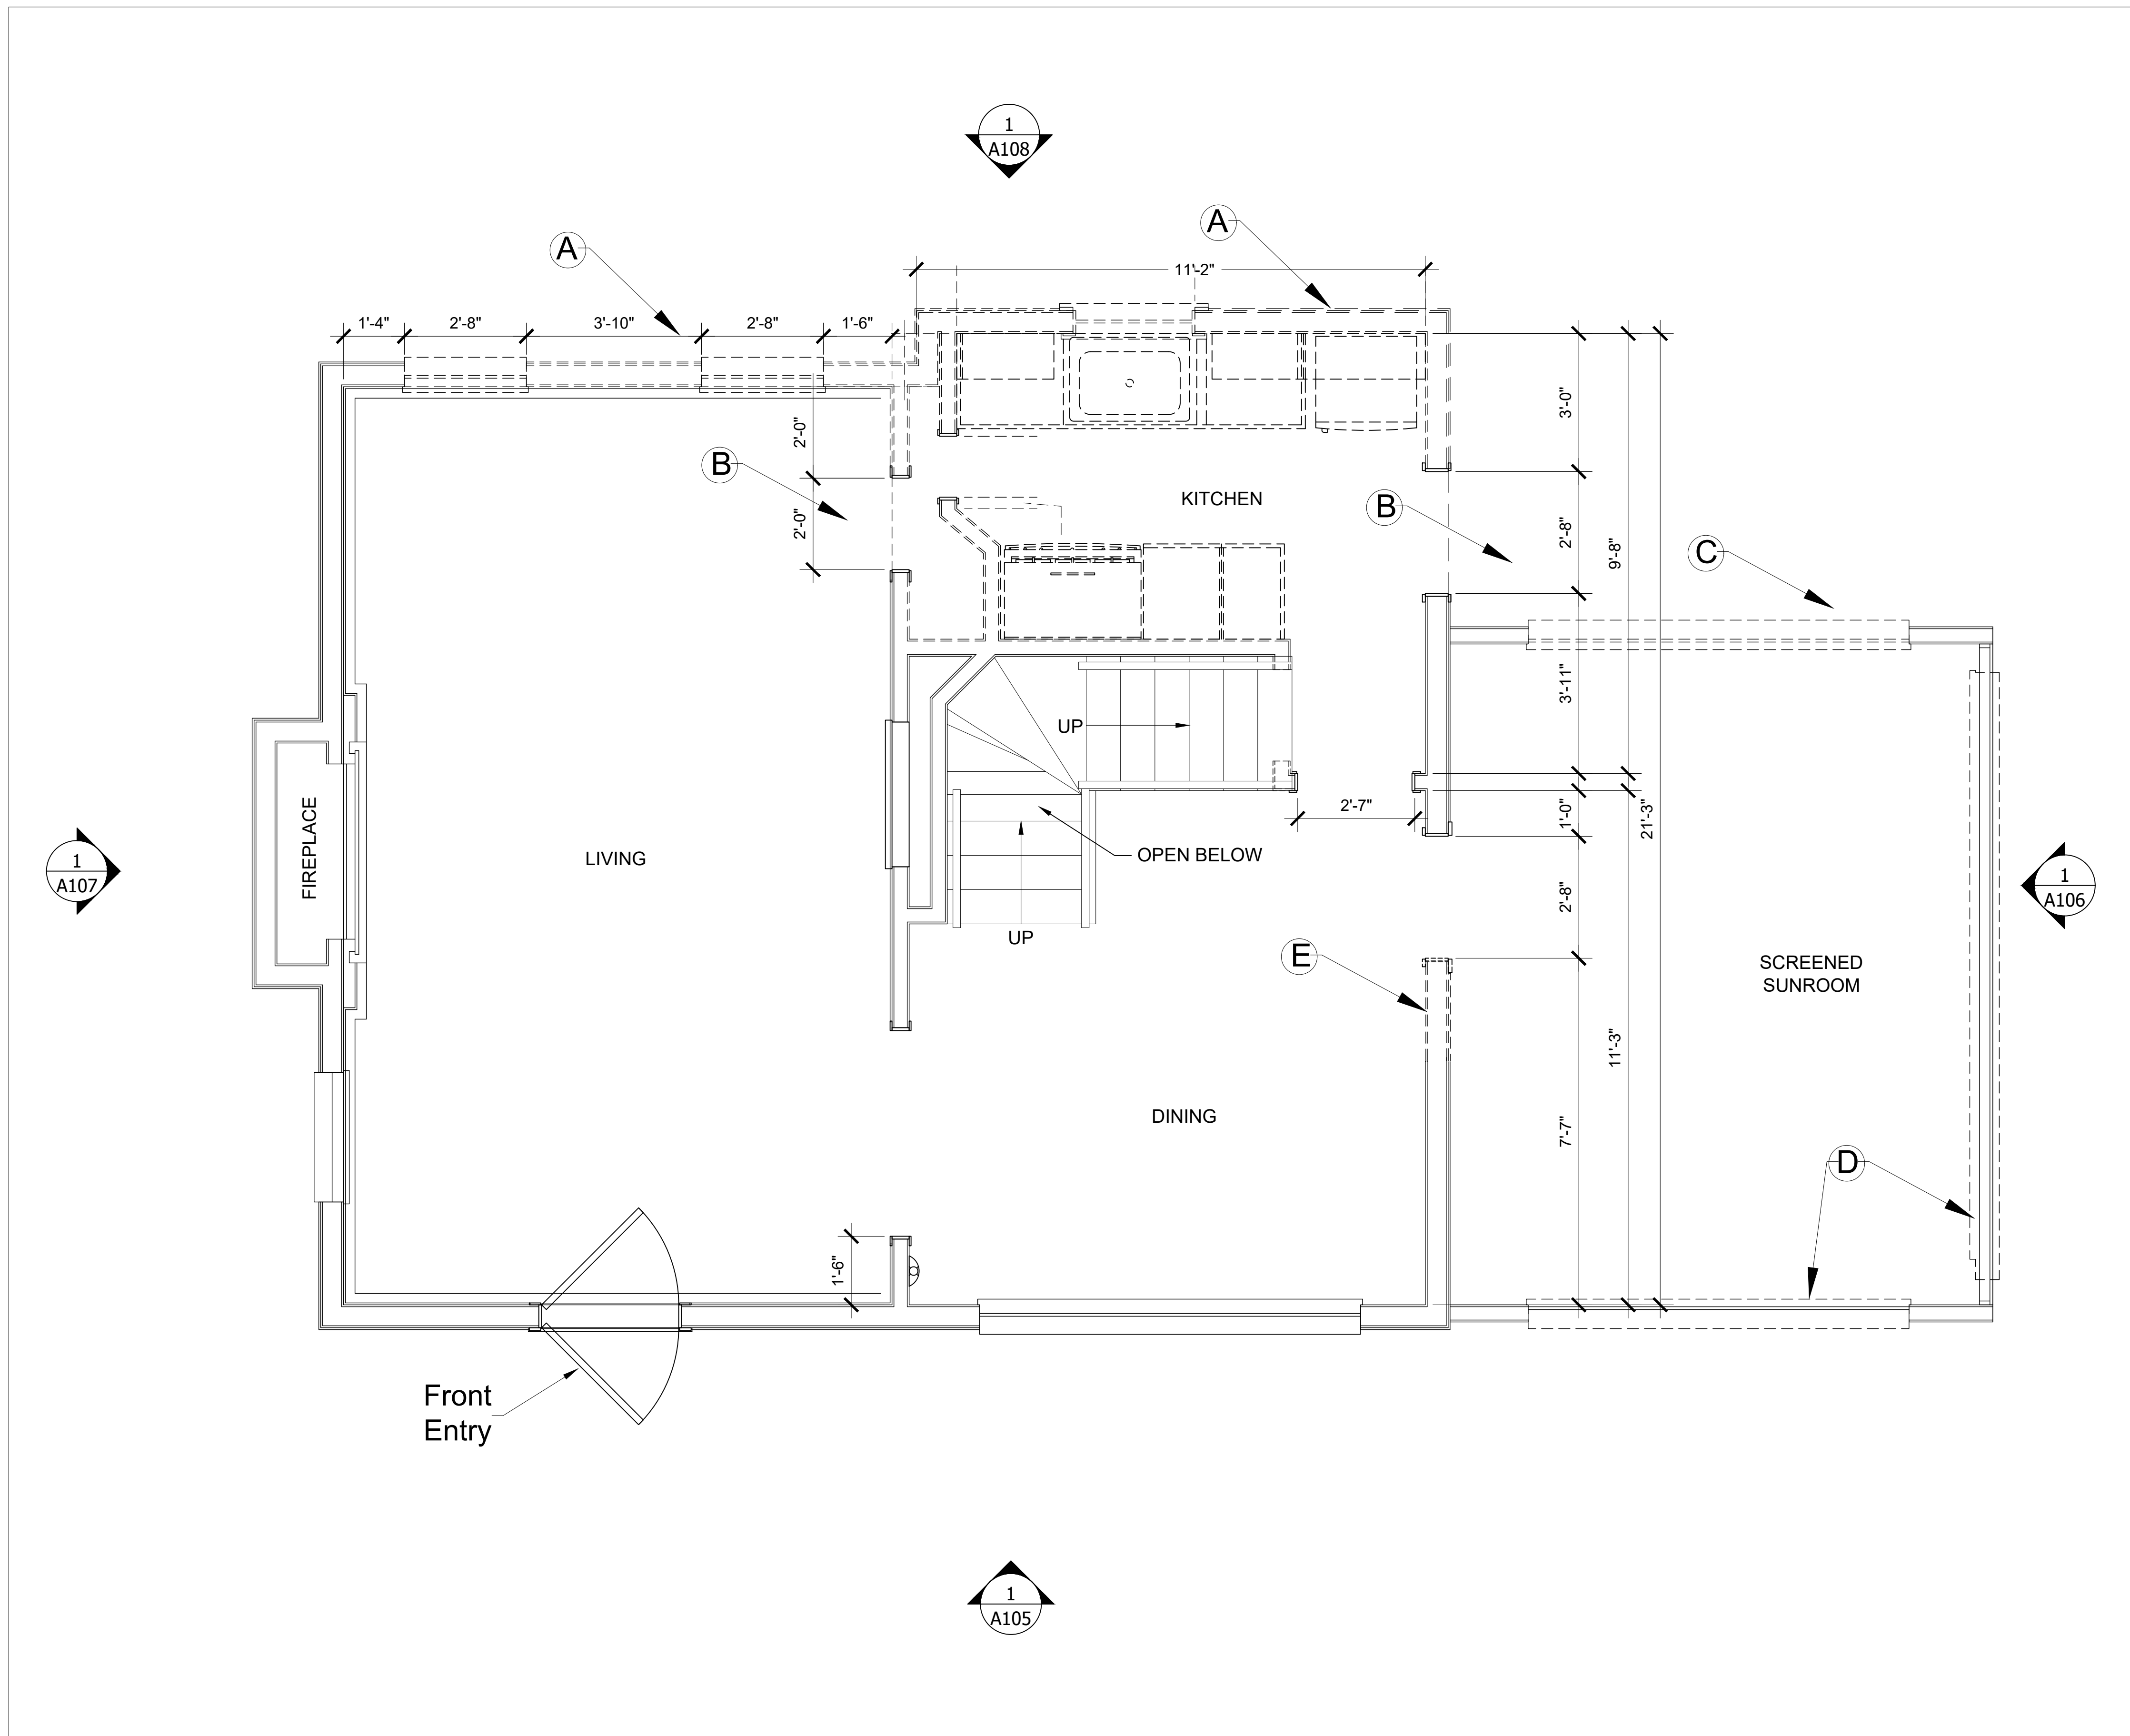 1
A108
A
A
11'-2"
1'-4"
2'-8"
3'-10"
2'-8"
1'-6"
3'-0"
2'-0"
B
B
KITCHEN
2'-0"
2'-8"
9'-8"
C
3'-11"
UP
FIREPLACE
LIVING
2'-7"
1'-0"
21'-3"
OPEN BELOW
1
A107
1
A106
2'-8"
UP
E
SCREENED
SUNROOM
11'-3"
DINING
7'-7"
D
1'-6"
Front
Entry
1
A105